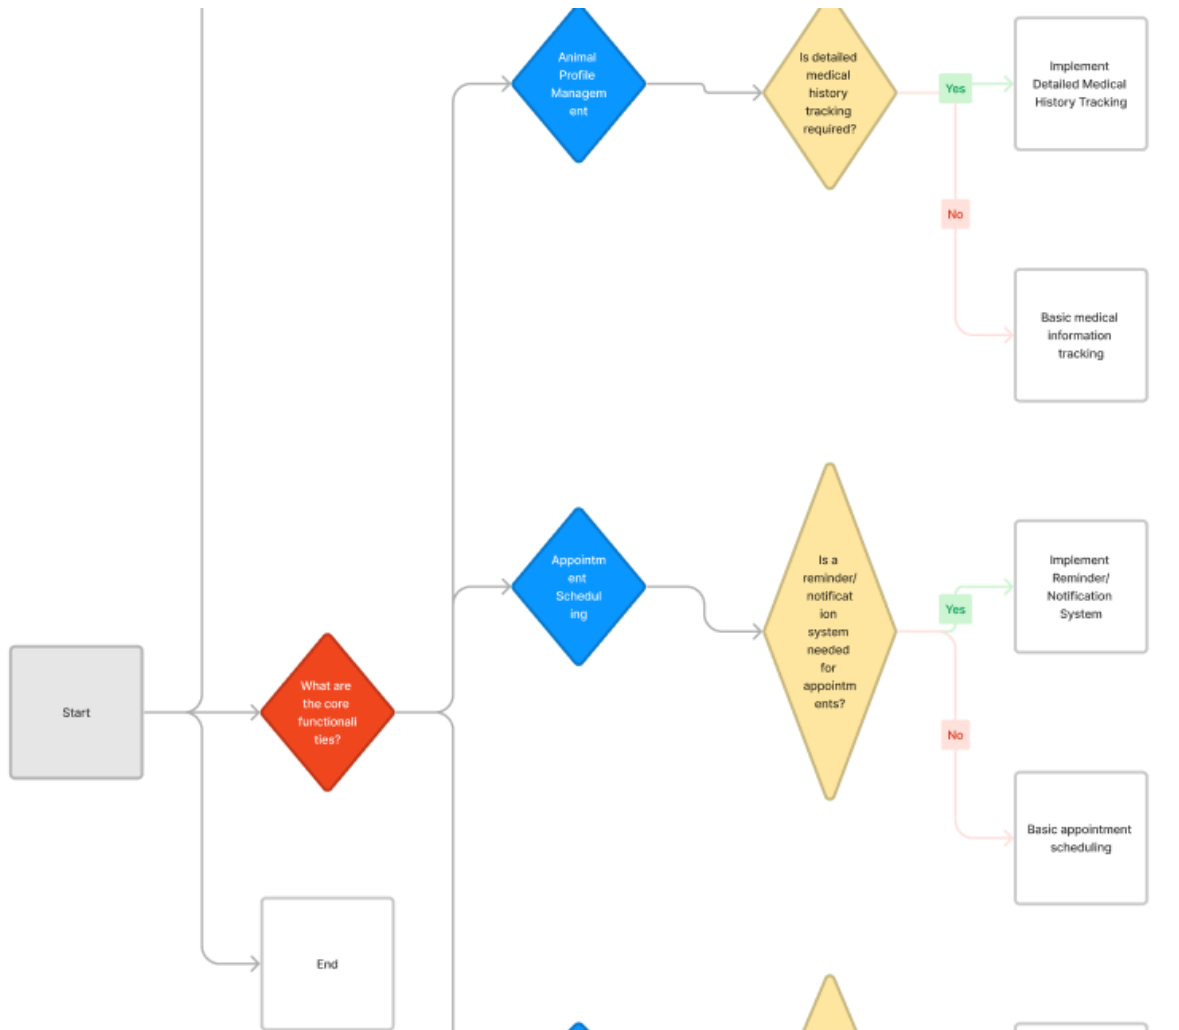 Animal
Profile
Managem
ent
Is detailed
medical
history
tracking
required?
Yes
Implement
Detailed Medical
History Tracking
No
Basic medical
information
tracking
Appointm
ent
Schedul
ing
Is a
reminder/
notificat
ion
system
needed
for
appointm
ents?
Yes
Implement
Reminder/
Notification
System
Start
What are
the core
functionali
ties?
No
Basic appointment
scheduling
End